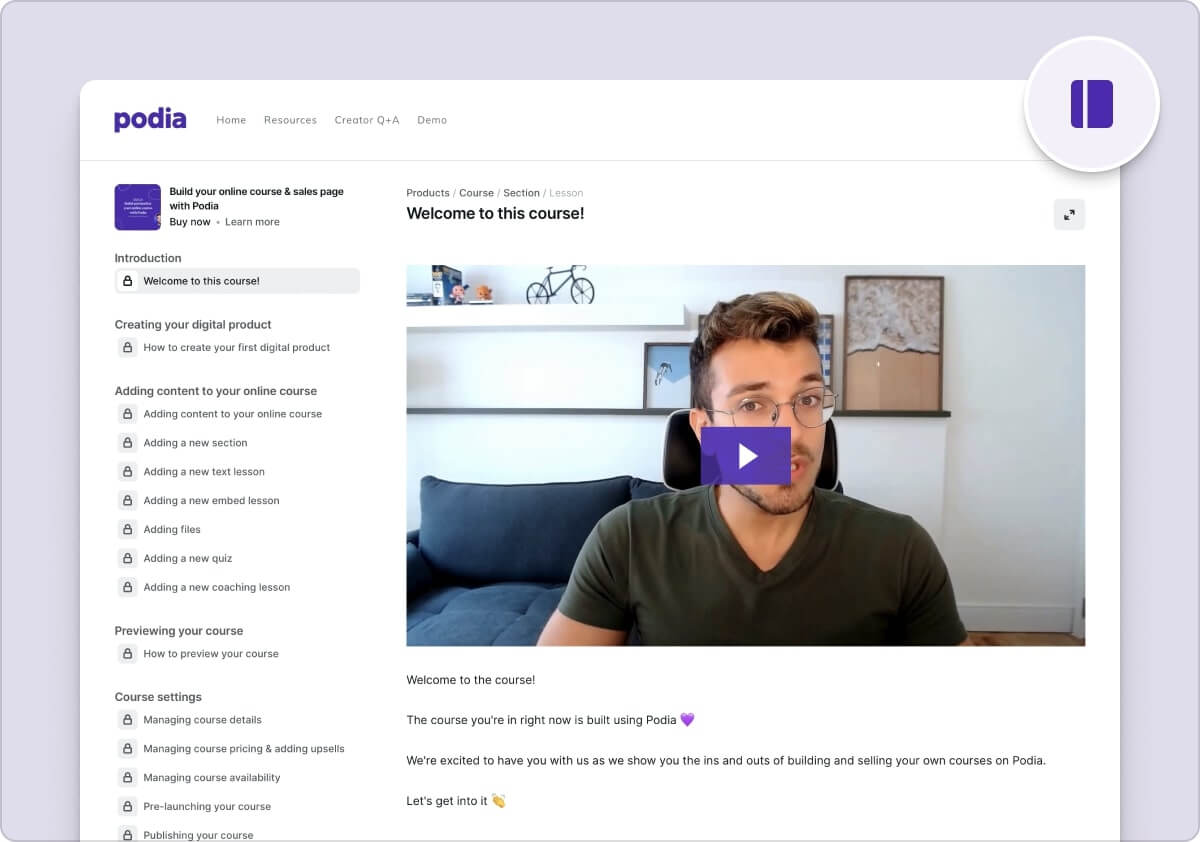 podia
Home
Resources
Creator Q+A
Demo
Build your online course & sales page
with Podia
Buy now • Learn more
Introduction
Welcome to this course!
Creating your digital product
How to create your first digital product
Adding content to your online course
Adding content to your online course
Adding a new section
Adding a new text lesson
Adding a new embed lesson
Adding files
Adding a new quiz
Adding a new coaching lesson
Previewing your course
How to preview your course
Course settings
Managing course details
Managing course pricing & adding upsells
Managing course availability
Pre-launching your course
Publishing your course
Products / Course / Section / Lesson
Welcome to this course!
Welcome to the course!
The course you're in right now is built using Podia 💜
We're excited to have you with us as we show you the ins and outs of building and selling your own courses on Podia.
Let's get into it 👏